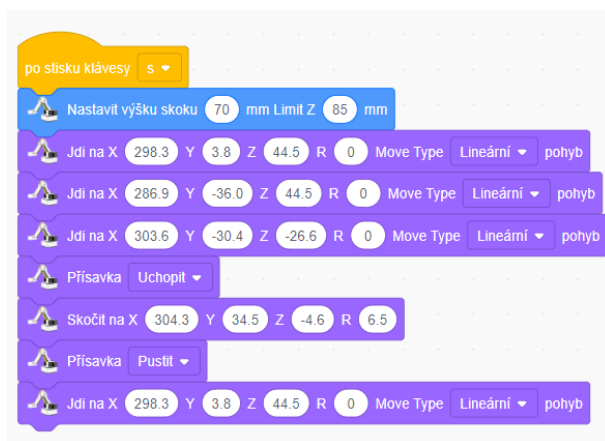 po stisku klávesy s
Nastavit výšku skoku 70 mm Limit Z 85 mm
Jdi na X 298.3 Y 3.8 Z 44.5 R 0 Move Type Lineární pohyb
Jdi na X 286.9 Y -36.0 Z 44.5 R 0 Move Type Lineární pohyb
Jdi na X 303.6 Y -30.4 Z -26.6 R 0 Move Type Lineární pohyb
Přísavka Uchopit
Skočit na X 304.3 Y 34.5 Z -4.6 R 6.5
Přísavka Pustit
Jdi na X 298.3 Y 3.8 Z 44.5 R 0 Move Type Lineární pohyb